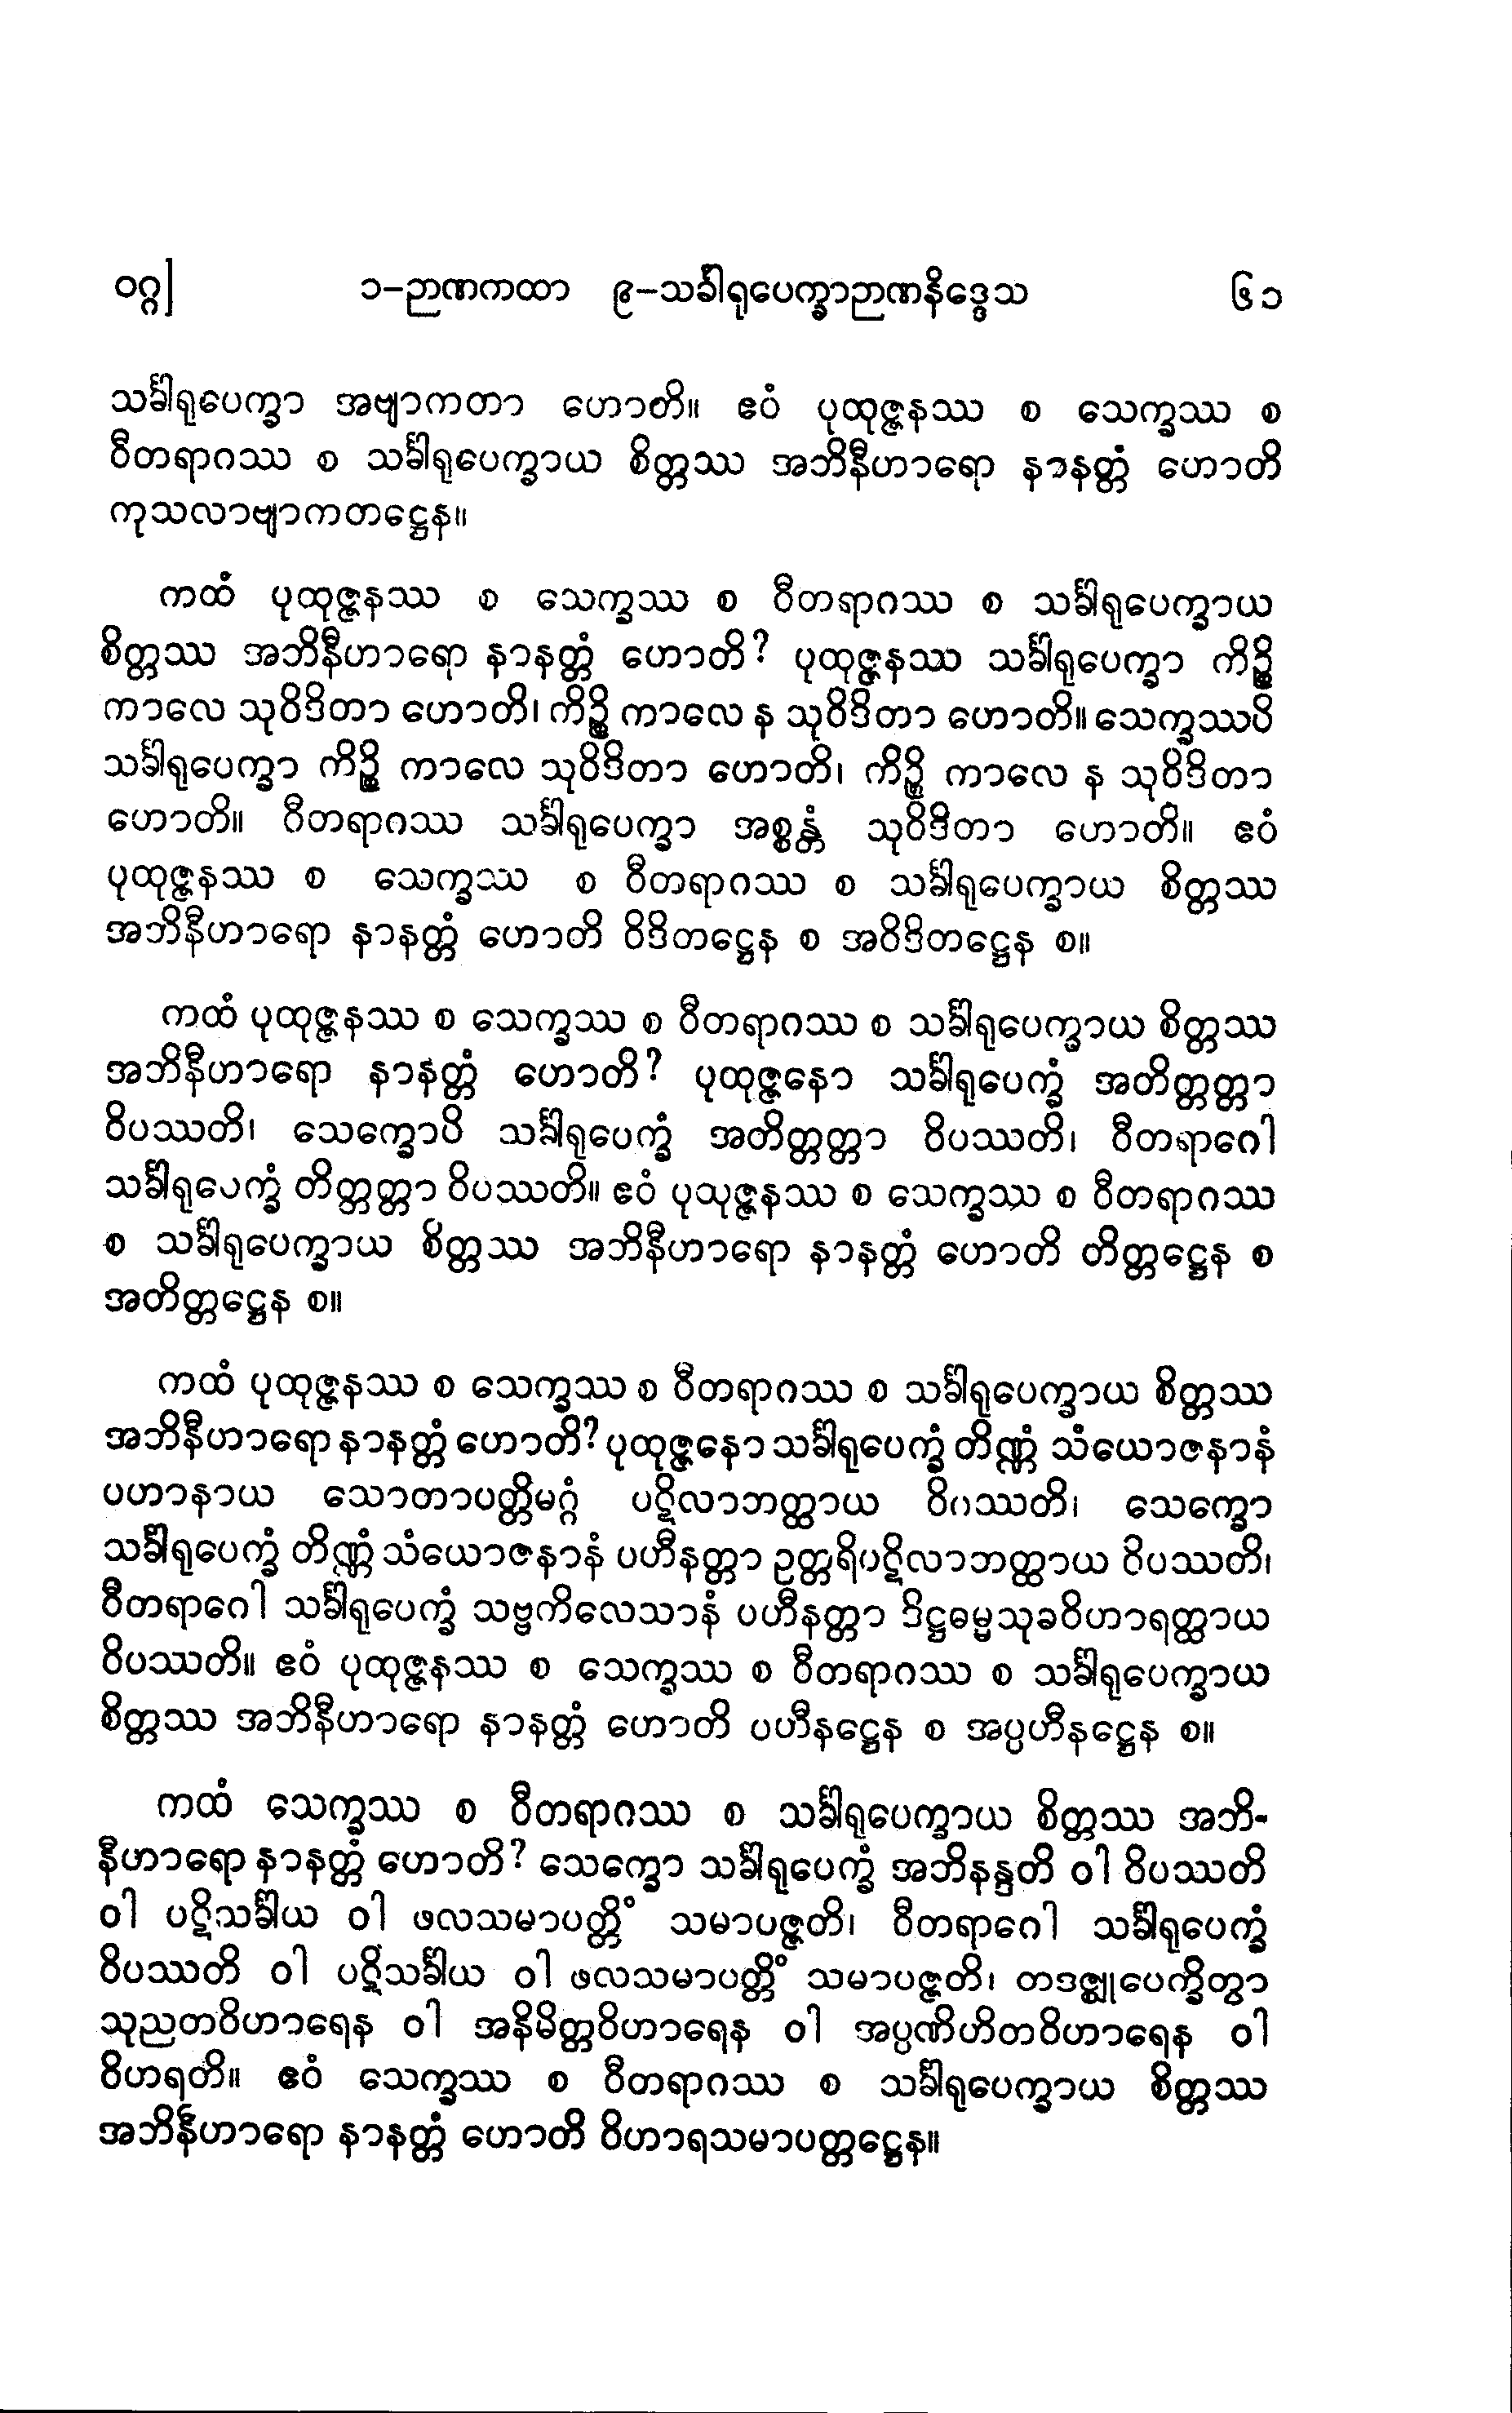 ဝဂ္ဂ] ၁-ဉာဏကထာ ၉-သင်္ခါရုပေက္ခာဉာဏနိဒ္ဒေသ ၆၁
သင်္ခါရုပေက္ခာ အဗျာကတာ ဟောတိ။ ဧဝံ ပုထုဇ္ဇနဿ စ သေက္ခဿ စ
ဝီတရာဂဿ စ သင်္ခါရုပေက္ခာယ စိတ္တဿ အဘိနီဟာရော နာနတ္တံ ဟောတိ
ကုသလာဗျာကတဋ္ဌေန။
ကထံ ပုထုဇ္ဇနဿ စ သေက္ခဿ စ ဝီတရာဂဿ စ သင်္ခါရုပေက္ခာယ
စိတ္တဿ အဘိနီဟာရော နာနတ္တံ ဟောတိ? ပုထုဇ္ဇနဿ သင်္ခါရုပေက္ခာ ကိဉ္စိ
ကာလေ သုဝိဒိတာ ဟောတိ၊ ကိဉ္စိ ကာလေ န သုဝိဒိတာ ဟောတိ။ သေက္ခဿပိ
သင်္ခါရုပေက္ခာ ကိဉ္စိ ကာလေ သုဝိဒိတာ ဟောတိ၊ ကိဉ္စိ ကာလေ န သုဝိဒိတာ
ဟောတိ။ ဝီတရာဂဿ သင်္ခါရုပေက္ခာ အစ္စန္တံ သုဝိဒိတာ ဟောတိ။ ဧဝံ
ပုထုဇ္ဇနဿ စ သေက္ခဿ စ ဝီတရာဂဿ စ သင်္ခါရုပေက္ခာယ စိတ္တဿ
အဘိနီဟာရော နာနတ္တံ ဟောတိ ဝိဒိတဋ္ဌေန စ အဝိဒိတဋ္ဌေန စ။
ကထံ ပုထုဇ္ဇနဿ စ သေက္ခဿ စ ဝီတရာဂဿ စ သင်္ခါရုပေက္ခာယ စိတ္တဿ
အဘိနီဟာရော နာနတ္တံ ဟောတိ? ပုထုဇ္ဇနော သင်္ခါရုပေက္ခံ အတိတ္တတ္တာ
ဝိပဿတိ၊ သေက္ခောပိ သင်္ခါရုပေက္ခံ အတိတ္တတ္တာ ဝိပဿတိ၊ ဝီတရာဂေါ
သင်္ခါရုပေက္ခံ တိတ္တတ္တာ ဝိပဿတိ။ ဧဝံ ပုထုဇ္ဇနဿ စ သေက္ခဿ စ ဝီတရာဂဿ
စ သင်္ခါရုပေက္ခာယ စိတ္တဿ အဘိနီဟာရော နာနတ္တံ ဟောတိ တိတ္တဋ္ဌေန စ
အတိတ္တဋ္ဌေန စ။
ကထံ ပုထုဇ္ဇနဿ စ သေက္ခဿ စ ဝီတရာဂဿ စ သင်္ခါရုပေက္ခာယ စိတ္တဿ
အဘိနီဟာရော နာနတ္တံ ဟောတိ? ပုထုဇ္ဇနော သင်္ခါရုပေက္ခံ တိဏ္ဏံ သံယောဇနာနံ
ပဟာနာယ သောတာပတ္တိမဂ္ဂံ ပဋိလာဘတ္ထာယ ဝိပဿတိ၊ သေက္ခော
သင်္ခါရုပေက္ခံ တိဏ္ဏံ သံယောဇနာနံ ပဟီနတ္တာ ဥတ္တရိပဋိလာဘတ္ထာယ ဝိပဿတိ၊
ဝီတရာဂေါ သင်္ခါရုပေက္ခံ သဗ္ဗကိလေသာနံ ပဟီနတ္တာ ဒိဋ္ဌဓမ္မသုခဝိဟာရတ္ထာယ
ဝိပဿတိ။ ဧဝံ ပုထုဇ္ဇနဿ စ သေက္ခဿ စ ဝီတရာဂဿ စ သင်္ခါရုပေက္ခာယ
စိတ္တဿ အဘိနီဟာရော နာနတ္တံ ဟောတိ ပဟီနဋ္ဌေန စ အပ္ပဟီနဋ္ဌေန စ။
ကထံ သေက္ခဿ စ ဝီတရာဂဿ စ သင်္ခါရုပေက္ခာယ စိတ္တဿ အဘိ-
နီဟာရော နာနတ္တံ ဟောတိ? သေက္ခော သင်္ခါရုပေက္ခံ အဘိနန္ဒတိ ဝါ ဝိပဿတိ
ဝါ ပဋိသင်္ခါယ ဝါ ဖလသမာပတ္တိံ သမာပဇ္ဇတိ၊ ဝီတရာဂေါ သင်္ခါရုပေက္ခံ
ဝိပဿတိ ဝါ ပဋိသင်္ခါယ ဝါ ဖလသမာပတ္တိံ သမာပဇ္ဇတိ၊ တဒဇ္ဈုပေက္ခိတွာ
သုညတဝိဟာရေန ဝါ အနိမိတ္တဝိဟာရေန ဝါ အပ္ပဏိဟိတဝိဟာရေန ဝါ
ဝိဟရတိ။ ဧဝံ သေက္ခဿ စ ဝီတရာဂဿ စ သင်္ခါရုပေက္ခာယ စိတ္တဿ
အဘိနီဟာရော နာနတ္တံ ဟောတိ ဝိဟာရသမာပတ္တဋ္ဌေန။